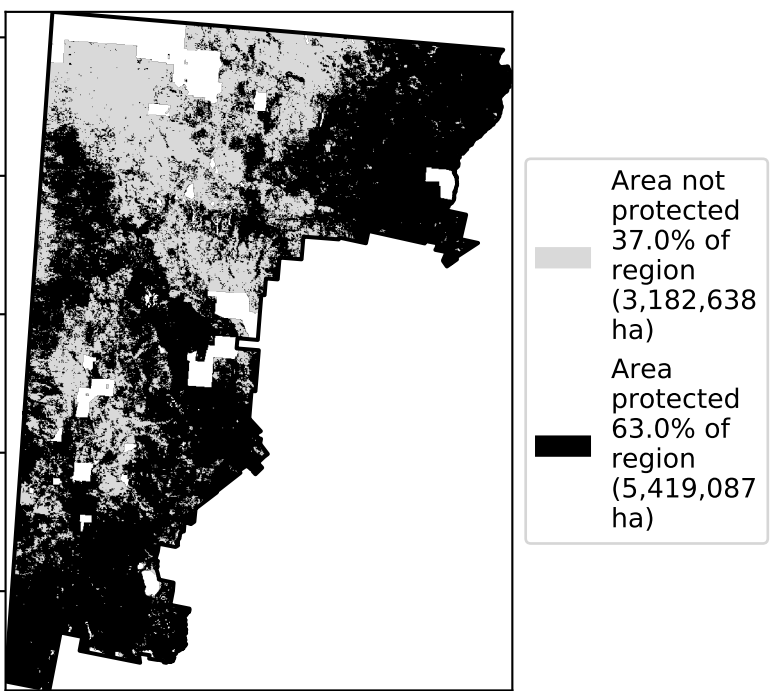 Area not
protected
37.0% of
region
(3,182,638
ha)
Area
protected
63.0% of
region
(5,419,087
ha)